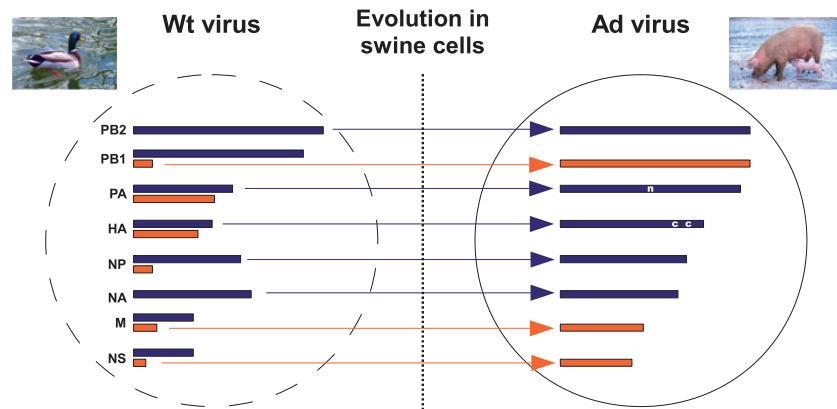 Wt virus
Evolution in
swine cells
Ad virus
PB2
PB1
PA
n
HA
c c
NP
NA
M
NS